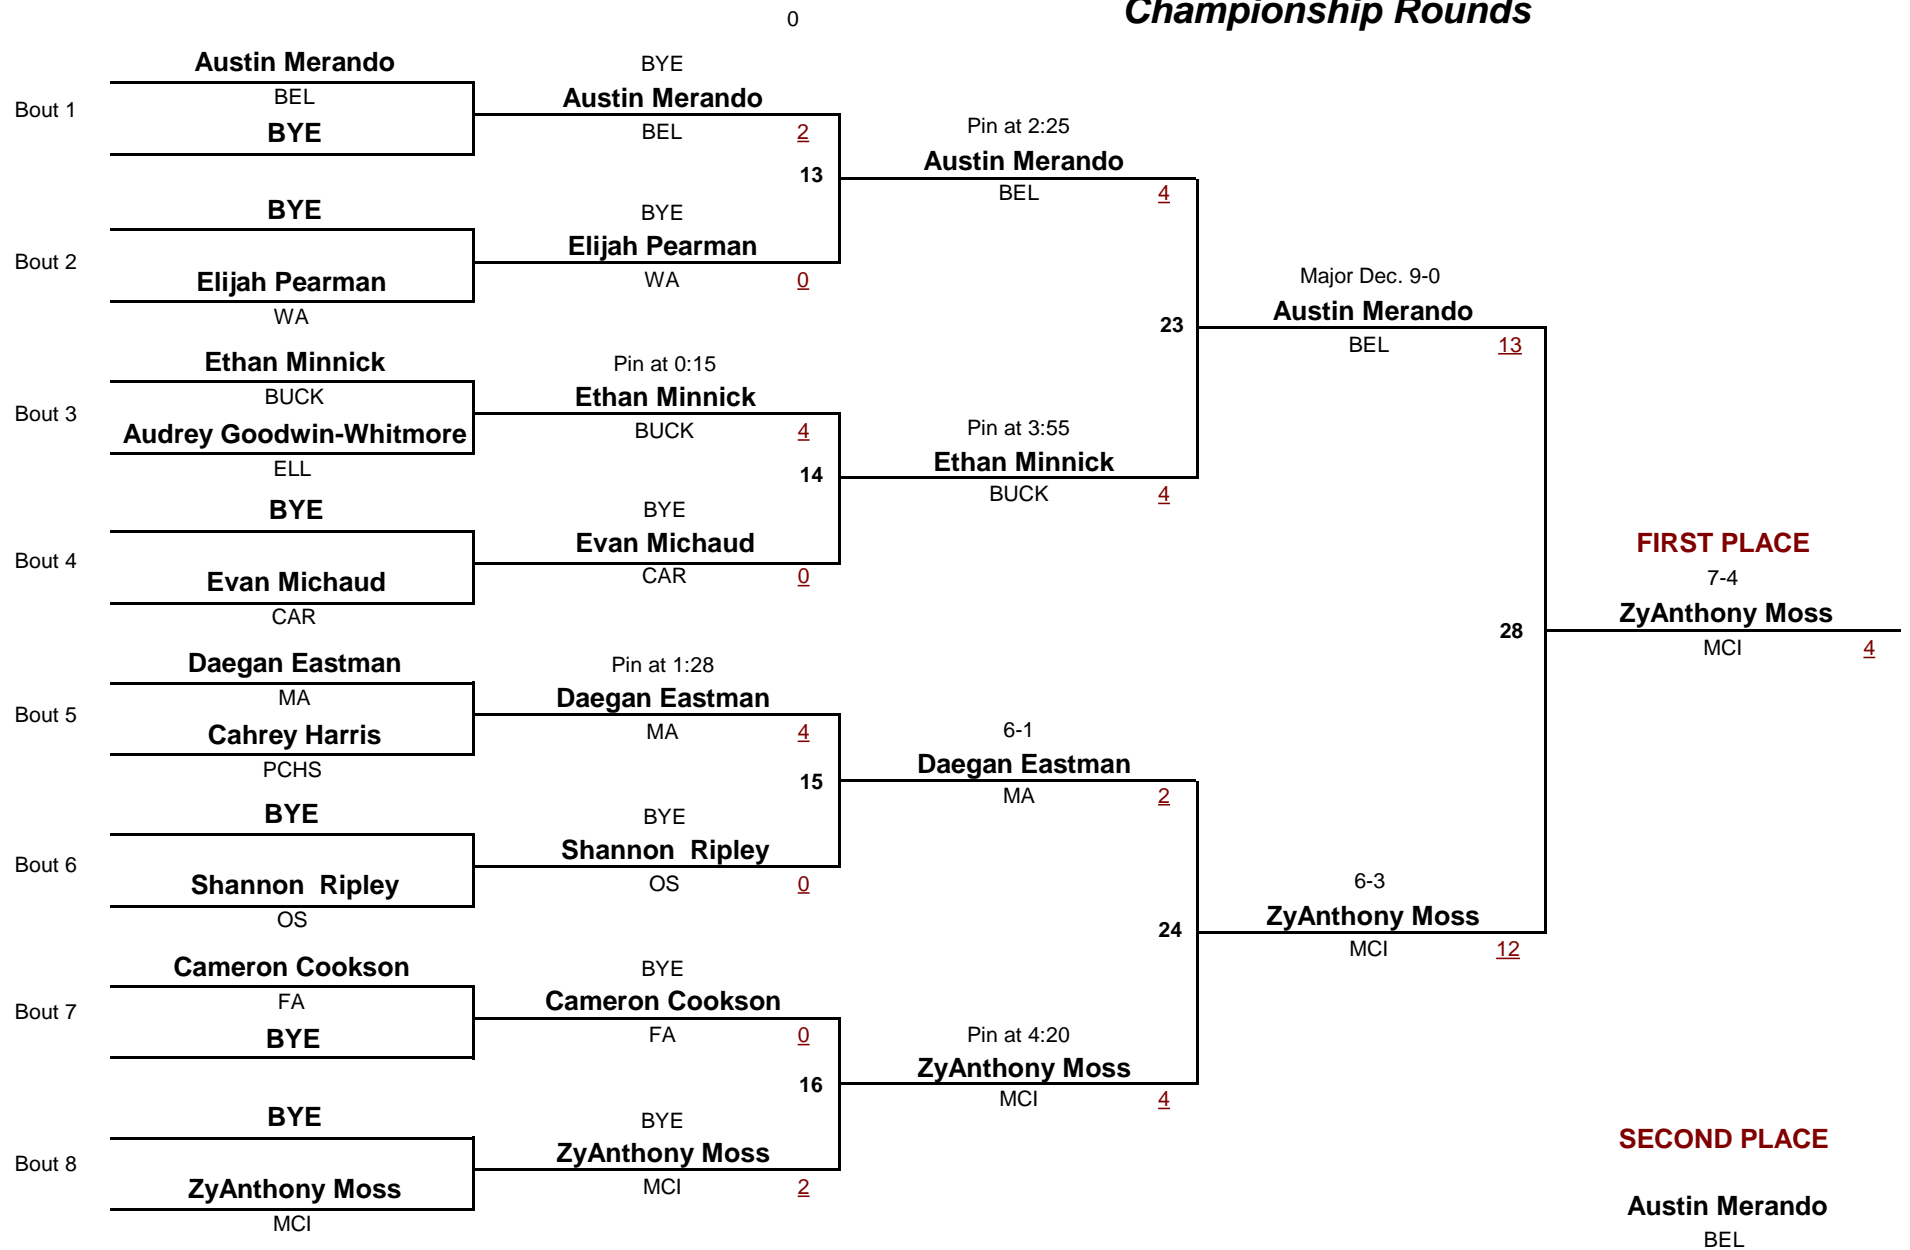 Championship Rounds
0
Austin Merando
BEL
Bout 1
BYE
BYE
Elijah Pearman
Bout 2
WA
Ethan Minnick
BUCK
Bout 3
Audrey Goodwin-Whitmore
ELL
BYE
Bout 4
Evan Michaud
CAR
Daegan Eastman
MA
Bout 5
Cahrey Harris
PCHS
BYE
Bout 6
Shannon  Ripley
OS
Cameron Cookson
FA
Bout 7
BYE
BYE
Bout 8
ZyAnthony Moss
MCI
BYE
Austin Merando
BEL 2
13
BYE
Elijah Pearman
WA 0
Pin at 0:15
Ethan Minnick
BUCK 4
14
BYE
Evan Michaud
CAR 0
Pin at 1:28
Daegan Eastman
MA 4
15
BYE
Shannon  Ripley
OS 0
BYE
Cameron Cookson
FA 0
16
BYE
ZyAnthony Moss
MCI 2
Pin at 2:25
Austin Merando
BEL 4
23
Pin at 3:55
Ethan Minnick
BUCK 4
6-1
Daegan Eastman
MA 2
24
Pin at 4:20
ZyAnthony Moss
MCI 4
Major Dec. 9-0
Austin Merando
BEL 13
28
6-3
ZyAnthony Moss
MCI 12
FIRST PLACE
7-4
ZyAnthony Moss
MCI 4
SECOND PLACE
Austin Merando
BEL